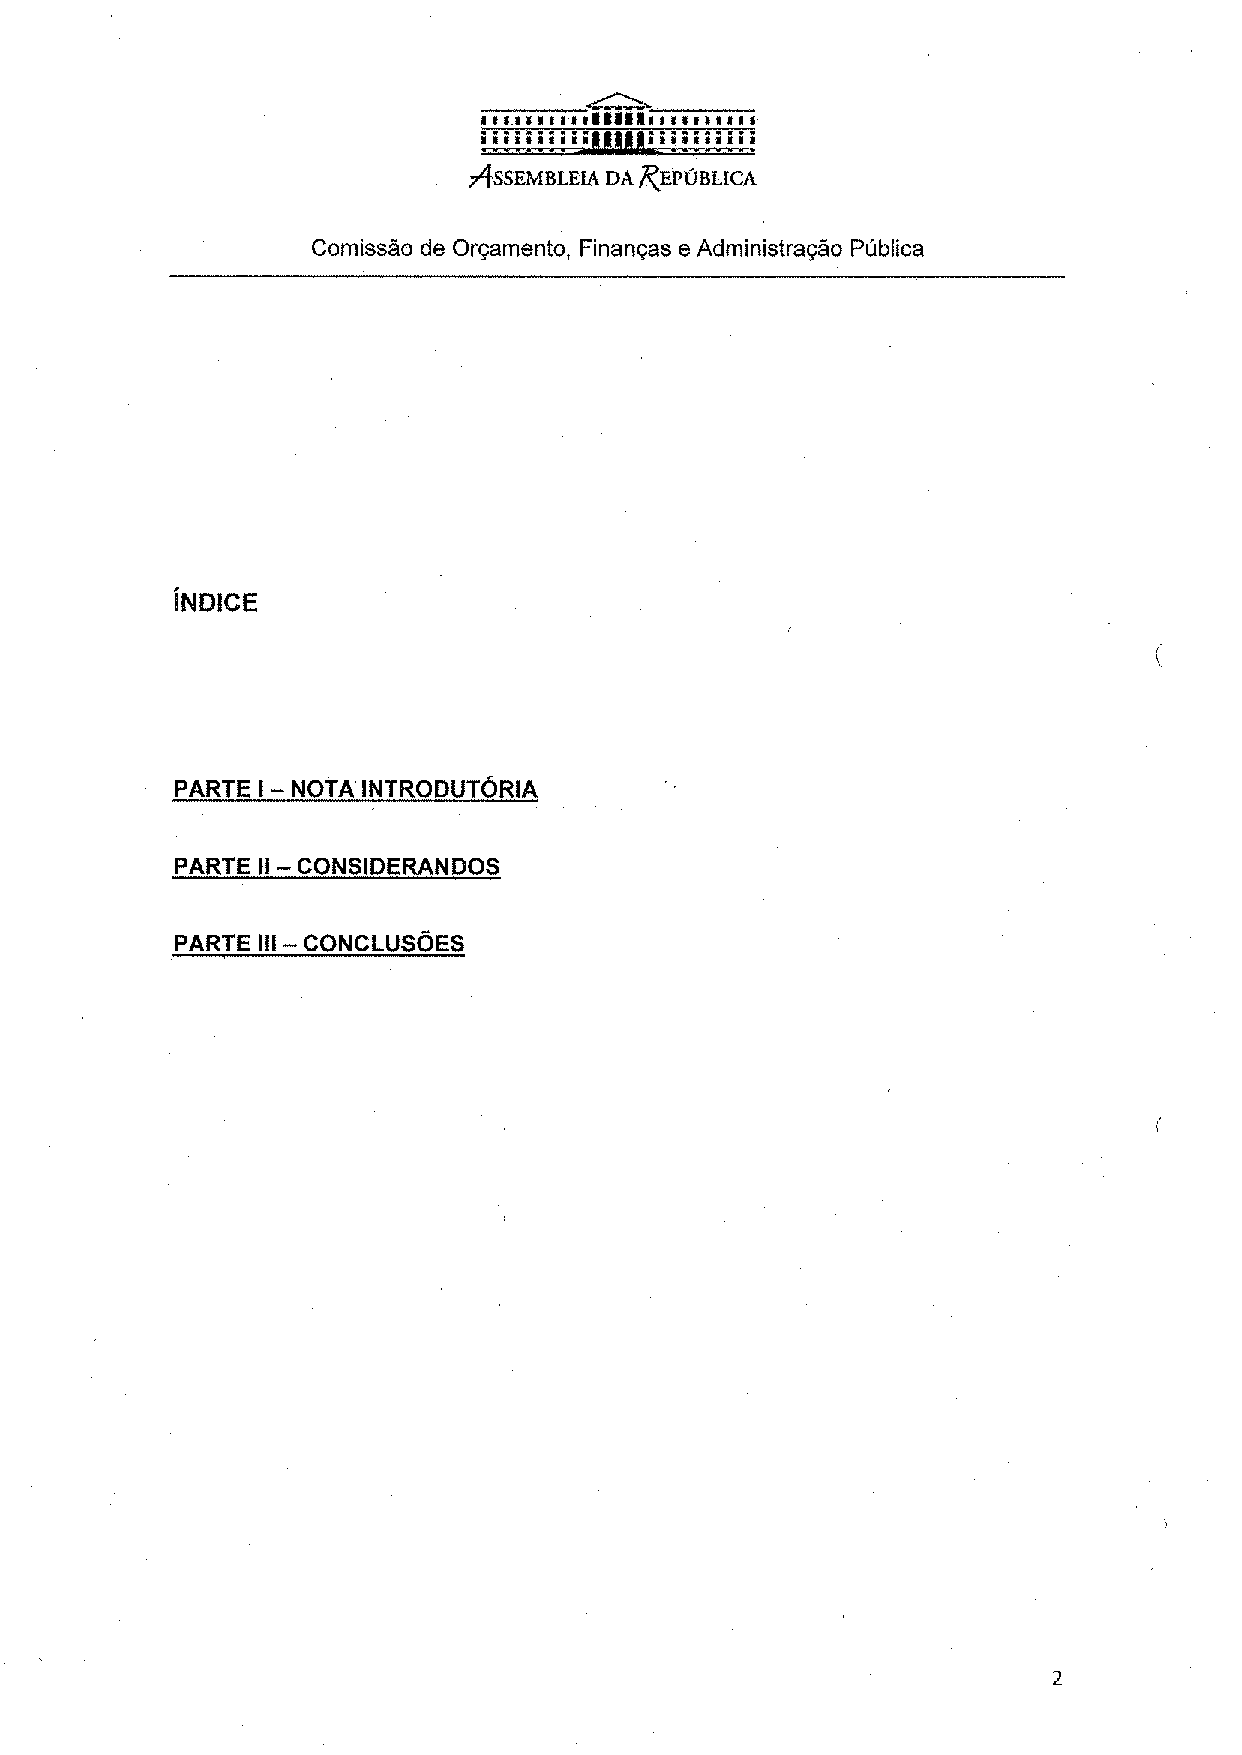 ASSEMBLEIA DA REPÚBLICA
Comissão de Orçamento, Finanças e Administração Pública
ÍNDICE
PARTE I – NOTA INTRODUTÓRIA
PARTE II – CONSIDERANDOS
PARTE III – CONCLUSÕES
2